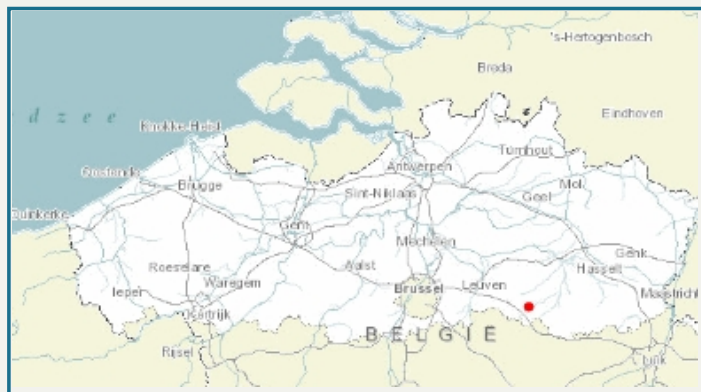 's-Hertogenbosch
Breda
Eindhoven
d z e e
Knokke-Heist
Turnhout
Oostende
Antwerpen
Brugge
Mol
Sint-Niklaas
Geel
Duinkerke
Gent
Mechelen
Genk
Roeselare
Aalst
Hasselt
Ieper
Waregem
Brussel
Leuven
Maastricht
Kortrijk
BELGIE
Rijsel
Luik